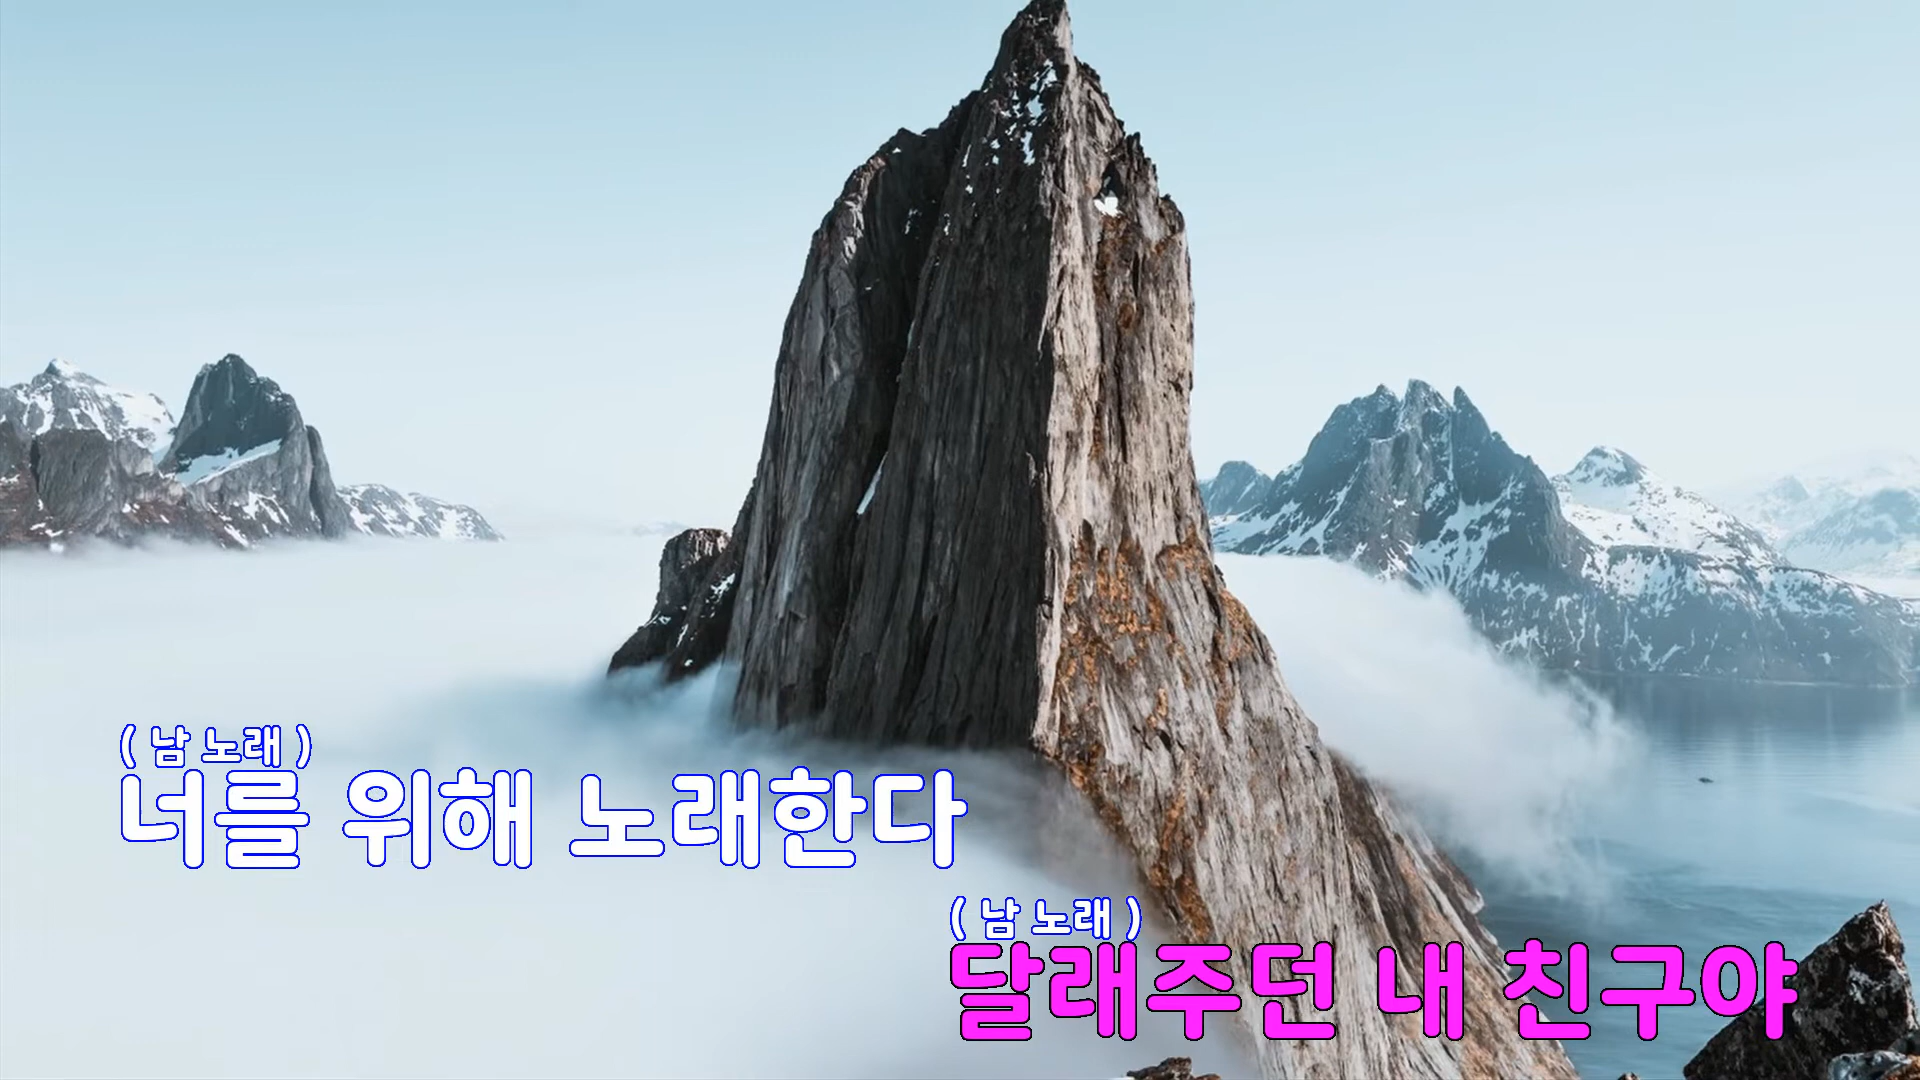 ( 남 노래 )
너를 위해 노래한다
( 남 노래 )
달래주던 내 친구야